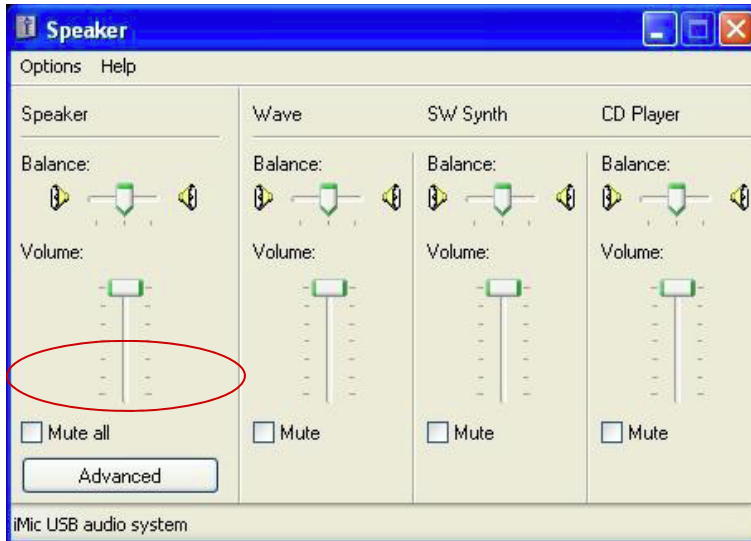 Speaker
Options Help
Speaker Wave SW Synth CD Player
Balance: Balance: Balance: Balance:
Volume: Volume: Volume: Volume:
Mute all Mute Mute Mute
Advanced
iMic USB audio system